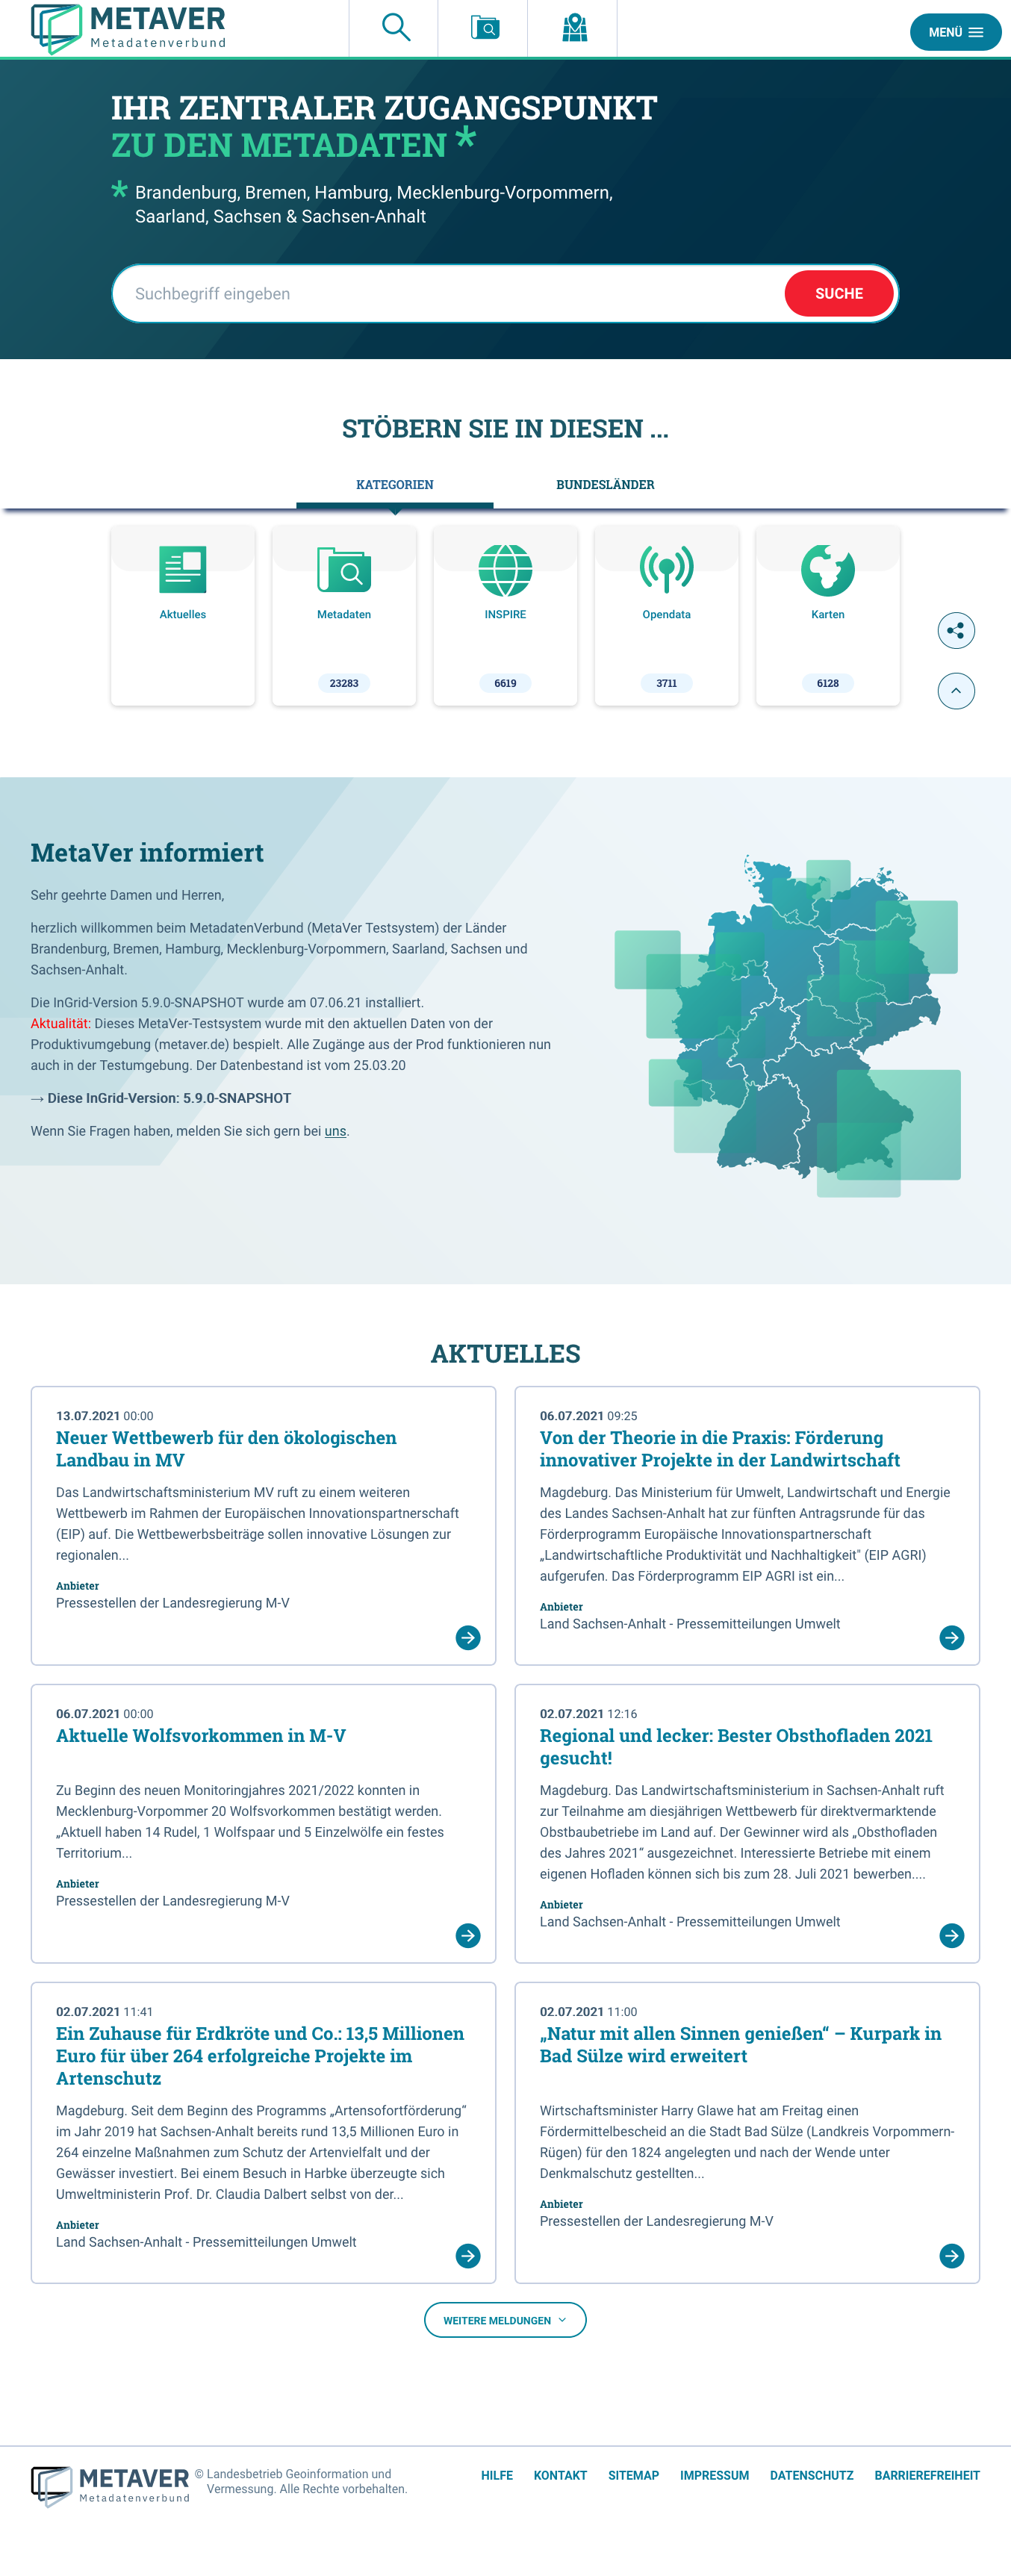 METAVER
Metadatenverbund
MENÜ
IHR ZENTRALER ZUGANGSPUNKT
ZU DEN METADATEN *
* Brandenburg, Bremen, Hamburg, Mecklenburg-Vorpommern,
Saarland, Sachsen & Sachsen-Anhalt
Suchbegriff eingeben
SUCHE
STÖBERN SIE IN DIESEN ...
KATEGORIEN
BUNDESLÄNDER
Aktuelles
Metadaten
INSPIRE
Opendata
Karten
23283
6619
3711
6128
MetaVer informiert
Sehr geehrte Damen und Herren,
herzlich willkommen beim MetadatenVerbund (MetaVer Testsystem) der Länder
Brandenburg, Bremen, Hamburg, Mecklenburg-Vorpommern, Saarland, Sachsen und
Sachsen-Anhalt.
Die InGrid-Version 5.9.0-SNAPSHOT wurde am 07.06.21 installiert.
Aktualität: Dieses MetaVer-Testsystem wurde mit den aktuellen Daten von der
Produktivumgebung (metaver.de) bespielt. Alle Zugänge aus der Prod funktionieren nun
auch in der Testumgebung. Der Datenbestand ist vom 25.03.20
→ Diese InGrid-Version: 5.9.0-SNAPSHOT
Wenn Sie Fragen haben, melden Sie sich gern bei uns.
AKTUELLES
13.07.2021 00:00
Neuer Wettbewerb für den ökologischen
Landbau in MV
Das Landwirtschaftsministerium MV ruft zu einem weiteren
Wettbewerb im Rahmen der Europäischen Innovationspartnerschaft
(EIP) auf. Die Wettbewerbsbeiträge sollen innovative Lösungen zur
regionalen...
Anbieter
Pressestellen der Landesregierung M-V
06.07.2021 09:25
Von der Theorie in die Praxis: Förderung
innovativer Projekte in der Landwirtschaft
Magdeburg. Das Ministerium für Umwelt, Landwirtschaft und Energie
des Landes Sachsen-Anhalt hat zur fünften Antragsrunde für das
Förderprogramm Europäische Innovationspartnerschaft
„Landwirtschaftliche Produktivität und Nachhaltigkeit" (EIP AGRI)
aufgerufen. Das Förderprogramm EIP AGRI ist ein...
Anbieter
Land Sachsen-Anhalt - Pressemitteilungen Umwelt
06.07.2021 00:00
Aktuelle Wolfsvorkommen in M-V
Zu Beginn des neuen Monitoringjahres 2021/2022 konnten in
Mecklenburg-Vorpommer 20 Wolfsvorkommen bestätigt werden.
„Aktuell haben 14 Rudel, 1 Wolfspaar und 5 Einzelwölfe ein festes
Territorium...
Anbieter
Pressestellen der Landesregierung M-V
02.07.2021 12:16
Regional und lecker: Bester Obsthofladen 2021
gesucht!
Magdeburg. Das Landwirtschaftsministerium in Sachsen-Anhalt ruft
zur Teilnahme am diesjährigen Wettbewerb für direktvermarktende
Obstbaubetriebe im Land auf. Der Gewinner wird als „Obsthofladen
des Jahres 2021“ ausgezeichnet. Interessierte Betriebe mit einem
eigenen Hofladen können sich bis zum 28. Juli 2021 bewerben....
Anbieter
Land Sachsen-Anhalt - Pressemitteilungen Umwelt
02.07.2021 11:41
Ein Zuhause für Erdkröte und Co.: 13,5 Millionen
Euro für über 264 erfolgreiche Projekte im
Artenschutz
Magdeburg. Seit dem Beginn des Programms „Artensofortförderung“
im Jahr 2019 hat Sachsen-Anhalt bereits rund 13,5 Millionen Euro in
264 einzelne Maßnahmen zum Schutz der Artenvielfalt und der
Gewässer investiert. Bei einem Besuch in Harbke überzeugte sich
Umweltministerin Prof. Dr. Claudia Dalbert selbst von der...
Anbieter
Land Sachsen-Anhalt - Pressemitteilungen Umwelt
02.07.2021 11:00
„Natur mit allen Sinnen genießen“ – Kurpark in
Bad Sülze wird erweitert
Wirtschaftsminister Harry Glawe hat am Freitag einen
Fördermittelbescheid an die Stadt Bad Sülze (Landkreis Vorpommern-
Rügen) für den 1824 angelegten und nach der Wende unter
Denkmalschutz gestellten...
Anbieter
Pressestellen der Landesregierung M-V
WEITERE MELDUNGEN
METAVER
Metadatenverbund
© Landesbetrieb Geoinformation und
Vermessung. Alle Rechte vorbehalten.
HILFE
KONTAKT
SITEMAP
IMPRESSUM
DATENSCHUTZ
BARRIEREFREIHEIT